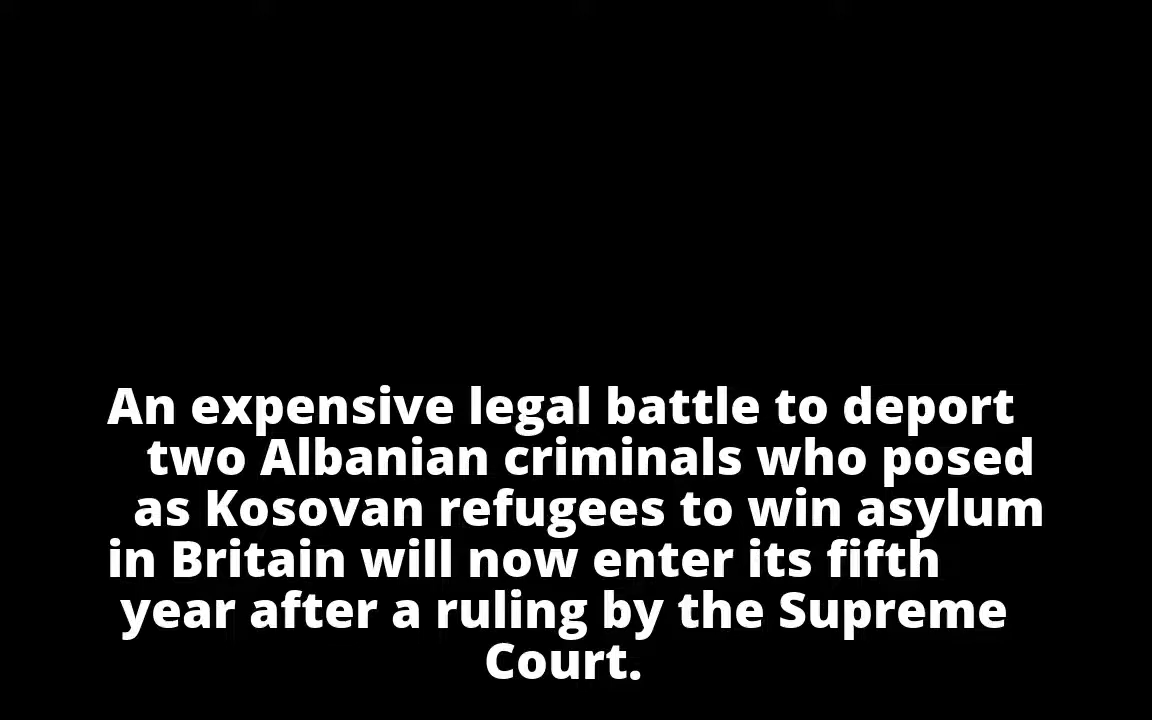 An expensive legal battle to deport
two Albanian criminals who posed
as Kosovan refugees to win asylum
in Britain will now enter its fifth
year after a ruling by the Supreme
Court.